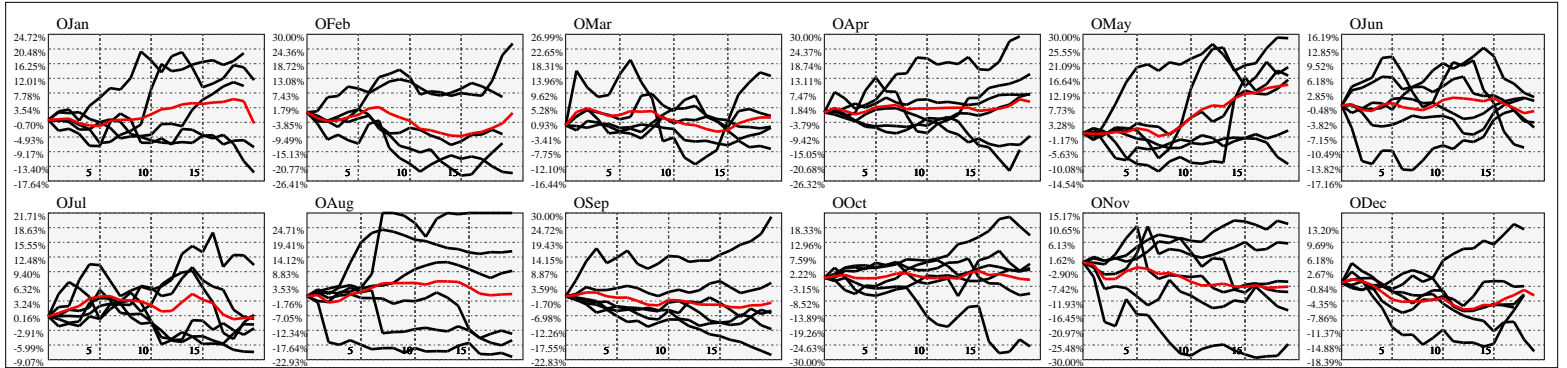 OJan OFeb OMar OApr OMay OJun
24.72% 30.00% 26.99% 30.00% 30.00% 16.19%
20.48% 24.36% 22.65% 24.37% 25.55% 12.85%
16.25% 18.72% 18.31% 18.74% 21.09% 9.52%
12.01% 13.08% 13.96% 13.11% 16.64% 6.18%
7.78% 7.43% 9.62% 7.47% 12.19% 2.85%
3.54% 1.79% 5.28% 1.84% 7.73% -0.48%
-0.70% -3.85% 0.93% -3.79% 3.28% -3.82%
-4.93% -9.49% -3.41% -9.42% -1.17% -7.15%
-9.17% -15.13% -7.75% -15.05% -5.63% -10.49%
-13.40% -20.77% -12.10% -20.68% -10.08% -13.82%
-17.64% -26.41% -16.44% -26.32% -14.54% -17.16%
5 10 15 5 10 15 5 10 15 5 10 15 5 10 15 5 10 15
OJul OAug OSep OOct ONov ODec
21.71% 30.00% 15.17%
18.63% 24.71% 24.72% 18.33% 10.65% 13.20%
15.55% 19.41% 19.43% 12.96% 6.13% 9.69%
12.48% 14.12% 14.15% 7.59% 1.62% 6.18%
9.40% 8.83% 8.87% 2.22% -2.90% 2.67%
6.32% 3.53% 3.59% -3.15% -7.42% -0.84%
3.24% -1.76% -1.70% -8.52% -11.93% -4.35%
0.16% -7.05% -6.98% -13.89% -16.45% -7.86%
-2.91% -12.34% -12.26% -19.26% -20.97% -11.37%
-5.99% -17.64% -17.55% -24.63% -25.48% -14.88%
-9.07% -22.93% -22.83% -30.00% -30.00% -18.39%
5 10 15 5 10 15 5 10 15 5 10 15 5 10 15 5 10 15